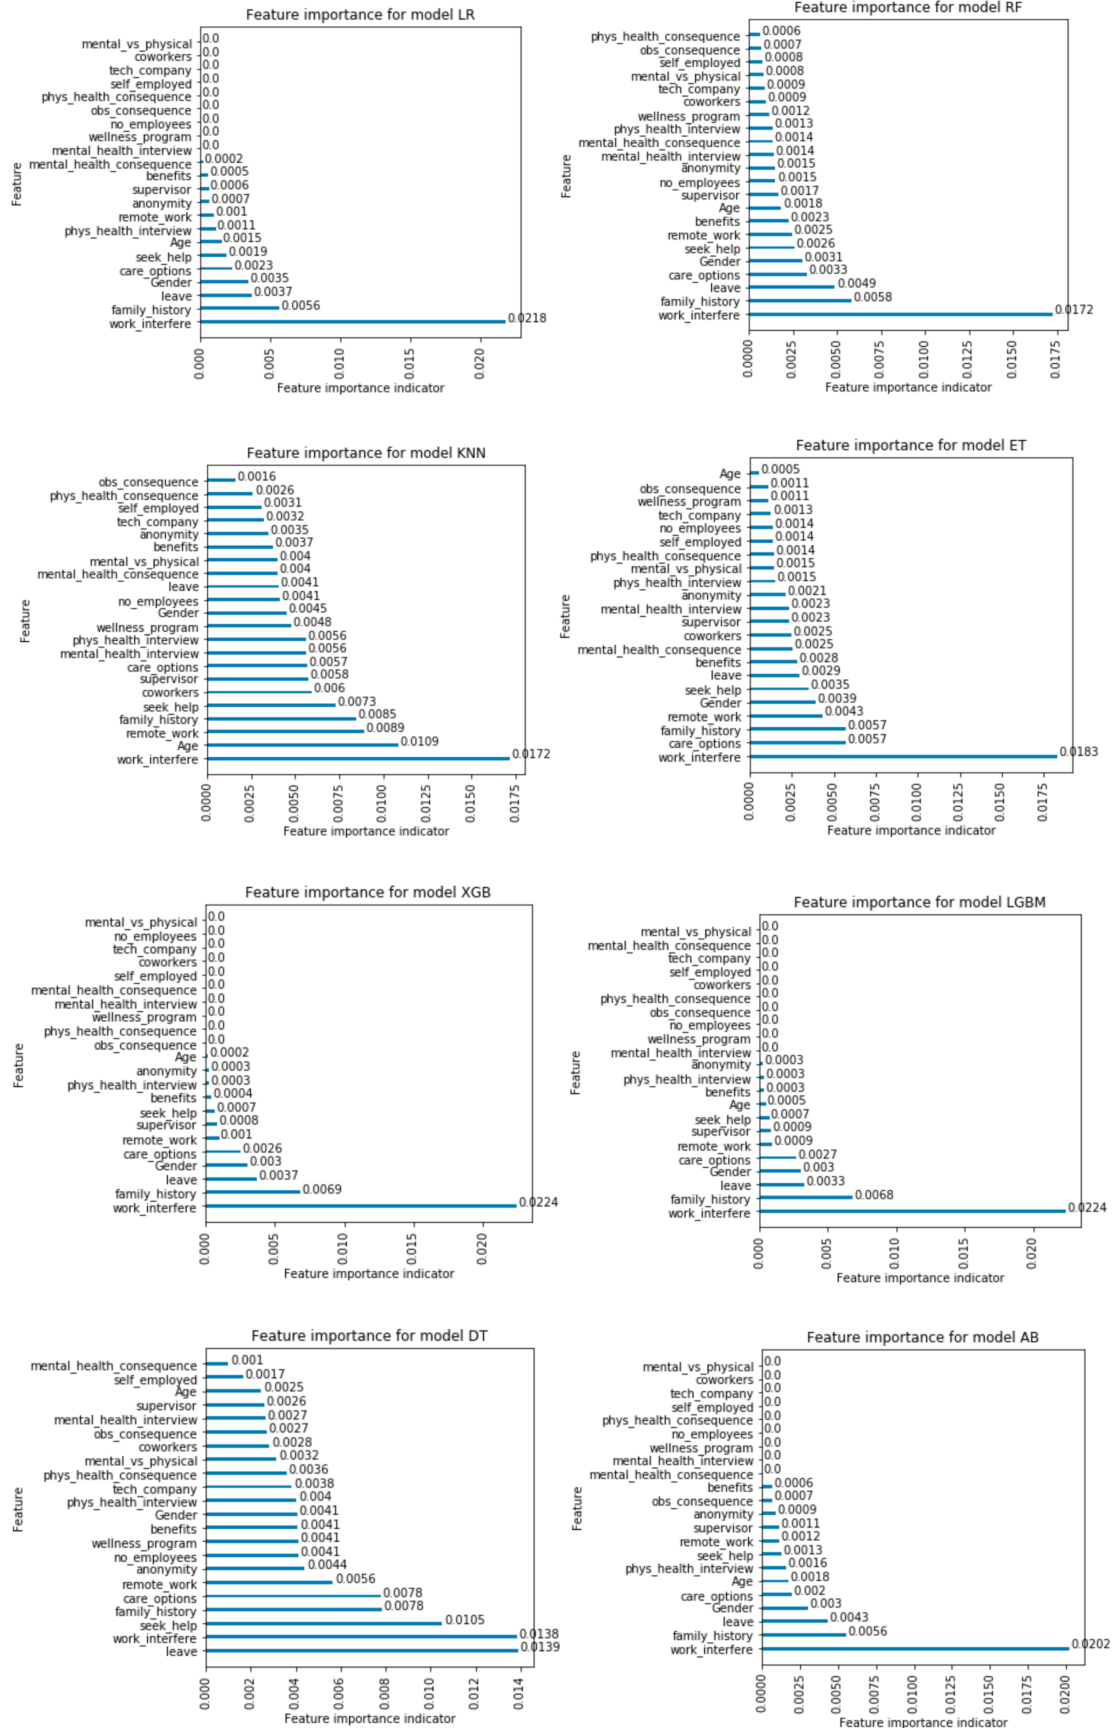 Feature importance for model LR
Feature
mental_vs_physical 0.0
coworkers 0.0
tech_company 0.0
self_employed 0.0
phys_health_consequence 0.0
obs_consequence 0.0
no_employees 0.0
wellness_program 0.0
mental_health_interview 0.0
mental_health_consequence 0.0002
benefits 0.0005
supervisor 0.0006
anonymity 0.0007
remote_work 0.001
phys_health_interview 0.0011
Age 0.0015
seek_help 0.0019
care_options 0.0023
Gender 0.0035
leave 0.0037
family_history 0.0056
work_interfere 0.0218
0.000 0.005 0.010 0.015 0.020
Feature importance indicator
Feature importance for model RF
Feature
phys_health_consequence 0.0006
obs_consequence 0.0007
self_employed 0.0008
mental_vs_physical 0.0008
tech_company 0.0009
coworkers 0.0009
wellness_program 0.0012
phys_health_interview 0.0013
mental_health_consequence 0.0014
mental_health_interview 0.0014
anonymity 0.0015
no_employees 0.0015
supervisor 0.0017
Age 0.0018
benefits 0.0023
remote_work 0.0025
seek_help 0.0026
Gender 0.0031
care_options 0.0033
leave 0.0049
family_history 0.0058
work_interfere 0.0172
0.0000 0.0025 0.0050 0.0075 0.0100 0.0125 0.0150 0.0175
Feature importance indicator
Feature importance for model KNN
Feature
obs_consequence 0.0016
phys_health_consequence 0.0026
self_employed 0.0031
tech_company 0.0032
anonymity 0.0035
benefits 0.0037
mental_vs_physical 0.004
mental_health_consequence 0.004
leave 0.0041
no_employees 0.0041
Gender 0.0045
wellness_program 0.0048
phys_health_interview 0.0056
mental_health_interview 0.0056
care_options 0.0057
supervisor 0.0058
coworkers 0.006
seek_help 0.0073
family_history 0.0085
remote_work 0.0089
Age 0.0109
work_interfere 0.0172
0.0000 0.0025 0.0050 0.0075 0.0100 0.0125 0.0150 0.0175
Feature importance indicator
Feature importance for model ET
Feature
Age 0.0005
obs_consequence 0.0011
wellness_program 0.0011
tech_company 0.0013
no_employees 0.0014
self_employed 0.0014
phys_health_consequence 0.0014
mental_vs_physical 0.0015
phys_health_interview 0.0015
anonymity 0.0021
mental_health_interview 0.0023
supervisor 0.0023
coworkers 0.0025
mental_health_consequence 0.0025
benefits 0.0028
leave 0.0029
seek_help 0.0035
Gender 0.0039
remote_work 0.0043
family_history 0.0057
care_options 0.0057
work_interfere 0.0183
0.0000 0.0025 0.0050 0.0075 0.0100 0.0125 0.0150 0.0175
Feature importance indicator
Feature importance for model XGB
Feature
mental_vs_physical 0.0
no_employees 0.0
tech_company 0.0
coworkers 0.0
self_employed 0.0
mental_health_consequence 0.0
mental_health_interview 0.0
wellness_program 0.0
phys_health_consequence 0.0
obs_consequence 0.0
Age 0.0002
anonymity 0.0003
phys_health_interview 0.0003
benefits 0.0004
seek_help 0.0007
supervisor 0.0008
remote_work 0.001
care_options 0.0026
Gender 0.003
leave 0.0037
family_history 0.0069
work_interfere 0.0224
0.000 0.005 0.010 0.015 0.020
Feature importance indicator
Feature importance for model LGBM
Feature
mental_vs_physical 0.0
mental_health_consequence 0.0
tech_company 0.0
self_employed 0.0
coworkers 0.0
phys_health_consequence 0.0
obs_consequence 0.0
no_employees 0.0
wellness_program 0.0
mental_health_interview 0.0
anonymity 0.0003
phys_health_interview 0.0003
benefits 0.0003
Age 0.0005
seek_help 0.0007
supervisor 0.0009
remote_work 0.0009
care_options 0.0027
Gender 0.003
leave 0.0033
family_history 0.0068
work_interfere 0.0224
0.000 0.005 0.010 0.015 0.020
Feature importance indicator
Feature importance for model DT
Feature
mental_health_consequence 0.001
self_employed 0.0017
Age 0.0025
supervisor 0.0026
mental_health_interview 0.0027
obs_consequence 0.0027
coworkers 0.0028
mental_vs_physical 0.0032
phys_health_consequence 0.0036
tech_company 0.0038
phys_health_interview 0.004
Gender 0.0041
benefits 0.0041
wellness_program 0.0041
no_employees 0.0041
anonymity 0.0044
remote_work 0.0056
care_options 0.0078
family_history 0.0078
seek_help 0.0105
work_interfere 0.0138
leave 0.0139
0.000 0.002 0.004 0.006 0.008 0.010 0.012 0.014
Feature importance indicator
Feature importance for model AB
Feature
mental_vs_physical 0.0
coworkers 0.0
tech_company 0.0
self_employed 0.0
phys_health_consequence 0.0
no_employees 0.0
wellness_program 0.0
mental_health_interview 0.0
mental_health_consequence 0.0
benefits 0.0006
obs_consequence 0.0007
anonymity 0.0009
supervisor 0.0011
remote_work 0.0012
seek_help 0.0013
phys_health_interview 0.0016
Age 0.0018
care_options 0.002
Gender 0.003
leave 0.0043
family_history 0.0056
work_interfere 0.0202
0.0000 0.0025 0.0050 0.0075 0.0100 0.0125 0.0150 0.0175 0.0200
Feature importance indicator